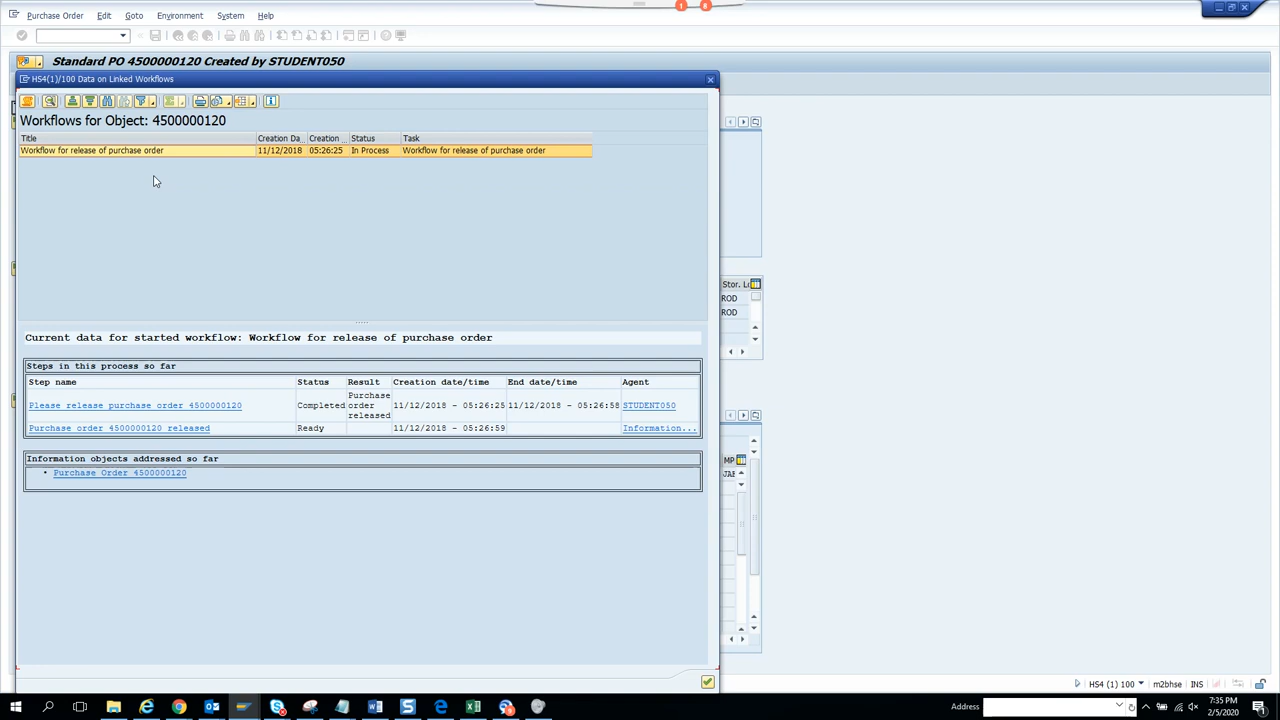 Purchase Order Edit Goto Environment System Help
1 8
Standard PO 4500000120 Created by STUDENT050
HS4(1)/100 Data on Linked Workflows
Workflows for Object: 4500000120
Title Creation Da... Creation ... Status Task
Workflow for release of purchase order 11/12/2018 05:26:25 In Process Workflow for release of purchase order
Stor. Lo
ROD
ROD
Current data for started workflow: Workflow for release of purchase order
Steps in this process so far
Step name Status Result Creation date/time End date/time Agent
Please release purchase order 4500000120 Completed Purchase order released 11/12/2018 - 05:26:25 11/12/2018 - 05:26:58 STUDENT050
Purchase order 4500000120 released Ready 11/12/2018 - 05:26:59 Information...
Information objects addressed so far
• Purchase Order 4500000120
MP
HS4 (1) 100 m2bhse INS
Address
7:35 PM
2/5/2020